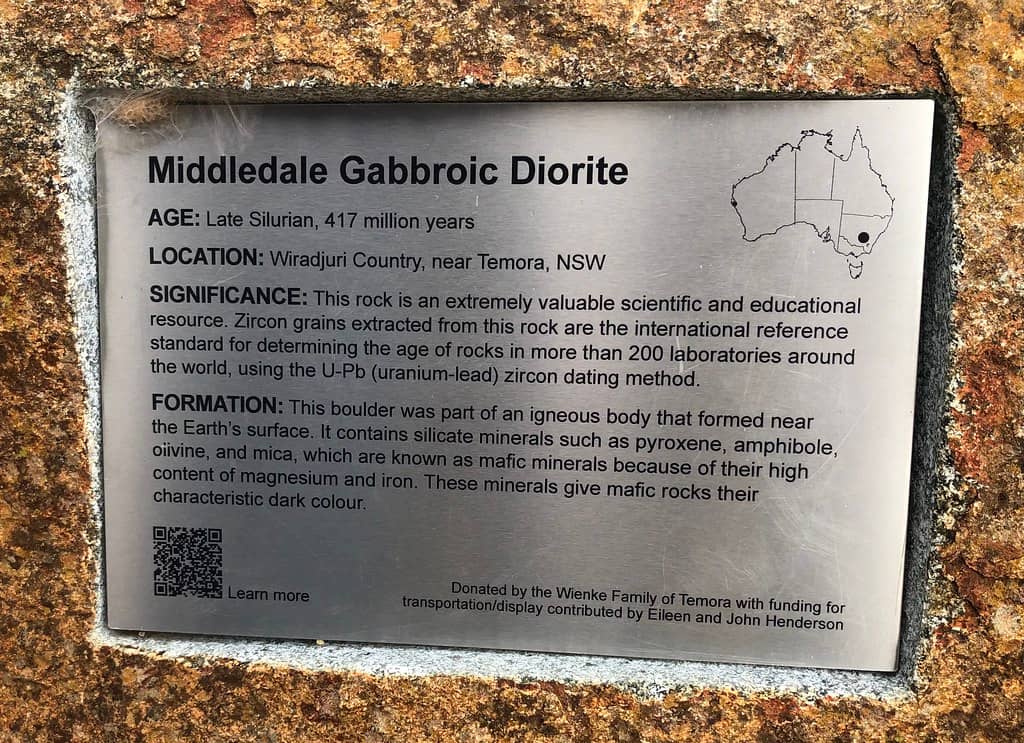 Middledale Gabbroic Diorite
AGE: Late Silurian, 417 million years
LOCATION: Wiradjuri Country, near Temora, NSW
SIGNIFICANCE: This rock is an extremely valuable scientific and educational
resource. Zircon grains extracted from this rock are the international reference
standard for determining the age of rocks in more than 200 laboratories around
the world, using the U-Pb (uranium-lead) zircon dating method.
FORMATION: This boulder was part of an igneous body that formed near
the Earth's surface. It contains silicate minerals such as pyroxene, amphibole,
oiivine, and mica, which are known as mafic minerals because of their high
content of magnesium and iron. These minerals give mafic rocks their
characteristic dark colour.
Learn more
Donated by the Wienke Family of Temora with funding for
transportation/display contributed by Eileen and John Henderson